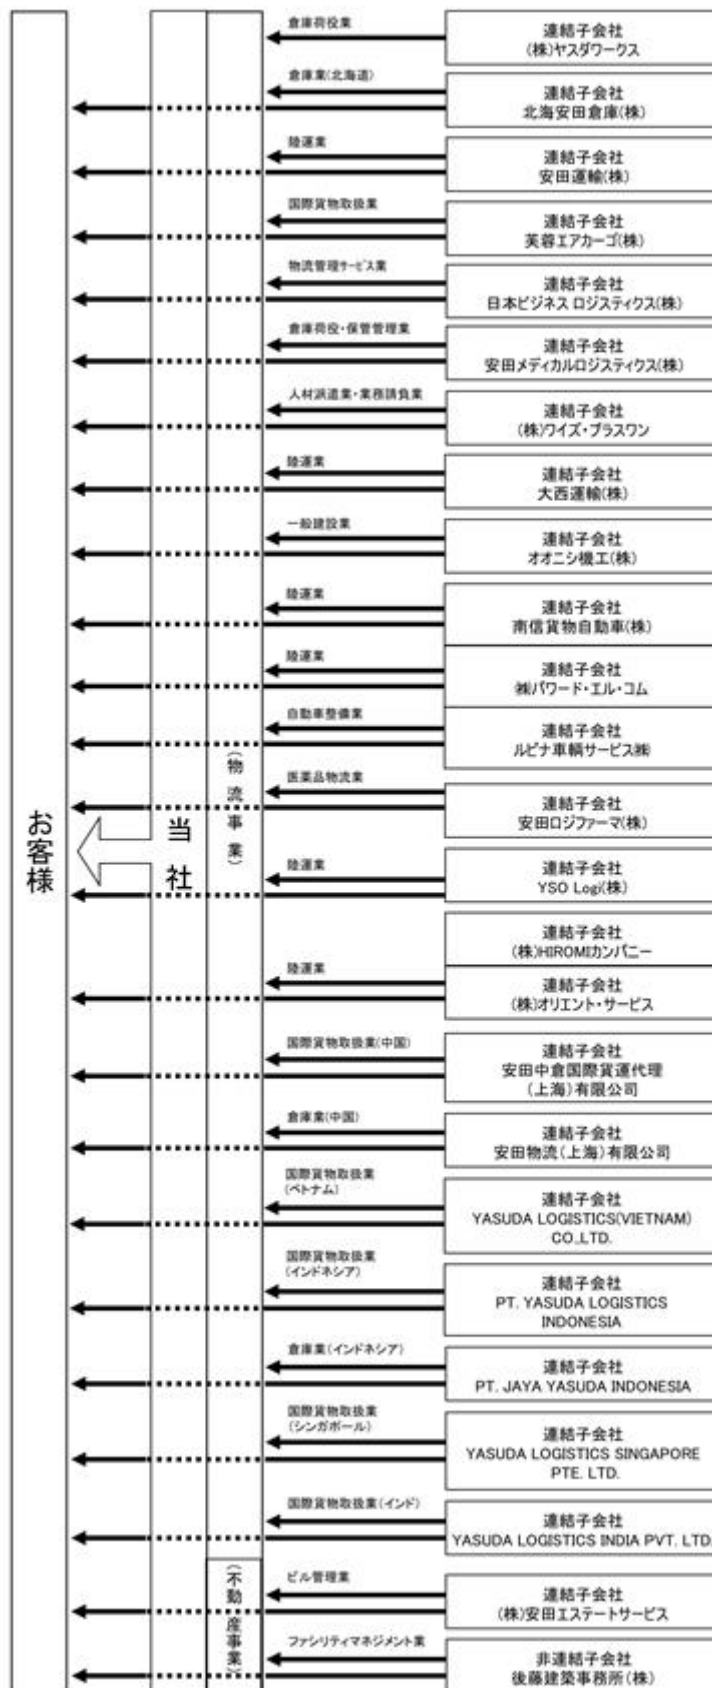 倉庫荷役業
連結子会社
(株)ヤスダワークス
倉庫業(北海道)
連結子会社
北海安田倉庫(株)
陸運業
連結子会社
安田運輸(株)
国際貨物取扱業
連結子会社
芙蓉エアカーゴ(株)
物流管理サービス業
連結子会社
日本ビジネス ロジスティクス(株)
倉庫荷役・保管管理業
連結子会社
安田メディカルロジスティクス(株)
人材派遣業・業務請負業
連結子会社
(株)ワイズ・プラスワン
陸運業
連結子会社
大西運輸(株)
一般建設業
連結子会社
オオニシ機工(株)
陸運業
連結子会社
南信貨物自動車(株)
陸運業
連結子会社
㈱パワード・エル・コム
自動車整備業
連結子会社
ルピナ車輌サービス㈱
(物流事業)
医薬品物流業
連結子会社
安田ロジファーマ(株)
お客様
当社
陸運業
連結子会社
YSO Logi(株)
連結子会社
(株)HIROMIカンパニー
陸運業
連結子会社
(株)オリエント・サービス
国際貨物取扱業(中国)
連結子会社
安田中倉国際貨運代理
(上海)有限公司
倉庫業(中国)
連結子会社
安田物流(上海)有限公司
国際貨物取扱業
(ベトナム)
連結子会社
YASUDA LOGISTICS(VIETNAM)
CO.,LTD.
国際貨物取扱業
(インドネシア)
連結子会社
PT. YASUDA LOGISTICS
INDONESIA
倉庫業(インドネシア)
連結子会社
PT. JAYA YASUDA INDONESIA
国際貨物取扱業
(シンガポール)
連結子会社
YASUDA LOGISTICS SINGAPORE
PTE. LTD.
国際貨物取扱業(インド)
連結子会社
YASUDA LOGISTICS INDIA PVT. LTD.
(不動産事業)
ビル管理業
連結子会社
(株)安田エステートサービス
ファシリティマネジメント業
非連結子会社
後藤建築事務所(株)